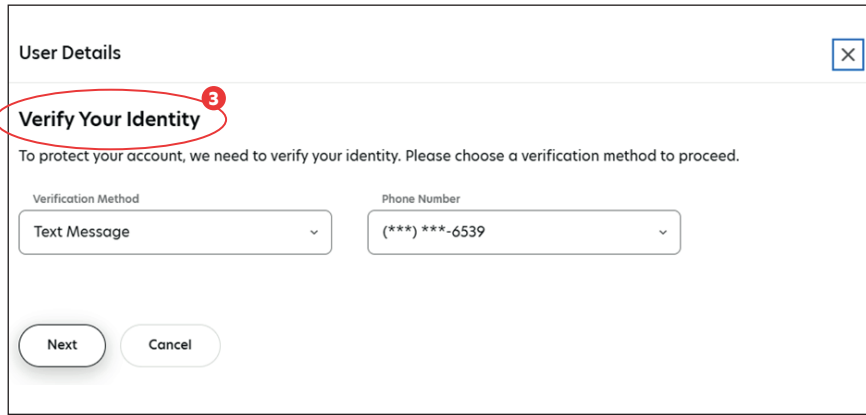 User Details
3
Verify Your Identity
To protect your account, we need to verify your identity. Please choose a verification method to proceed.
Verification Method
Phone Number
Text Message
(***) ***-6539
Next
Cancel